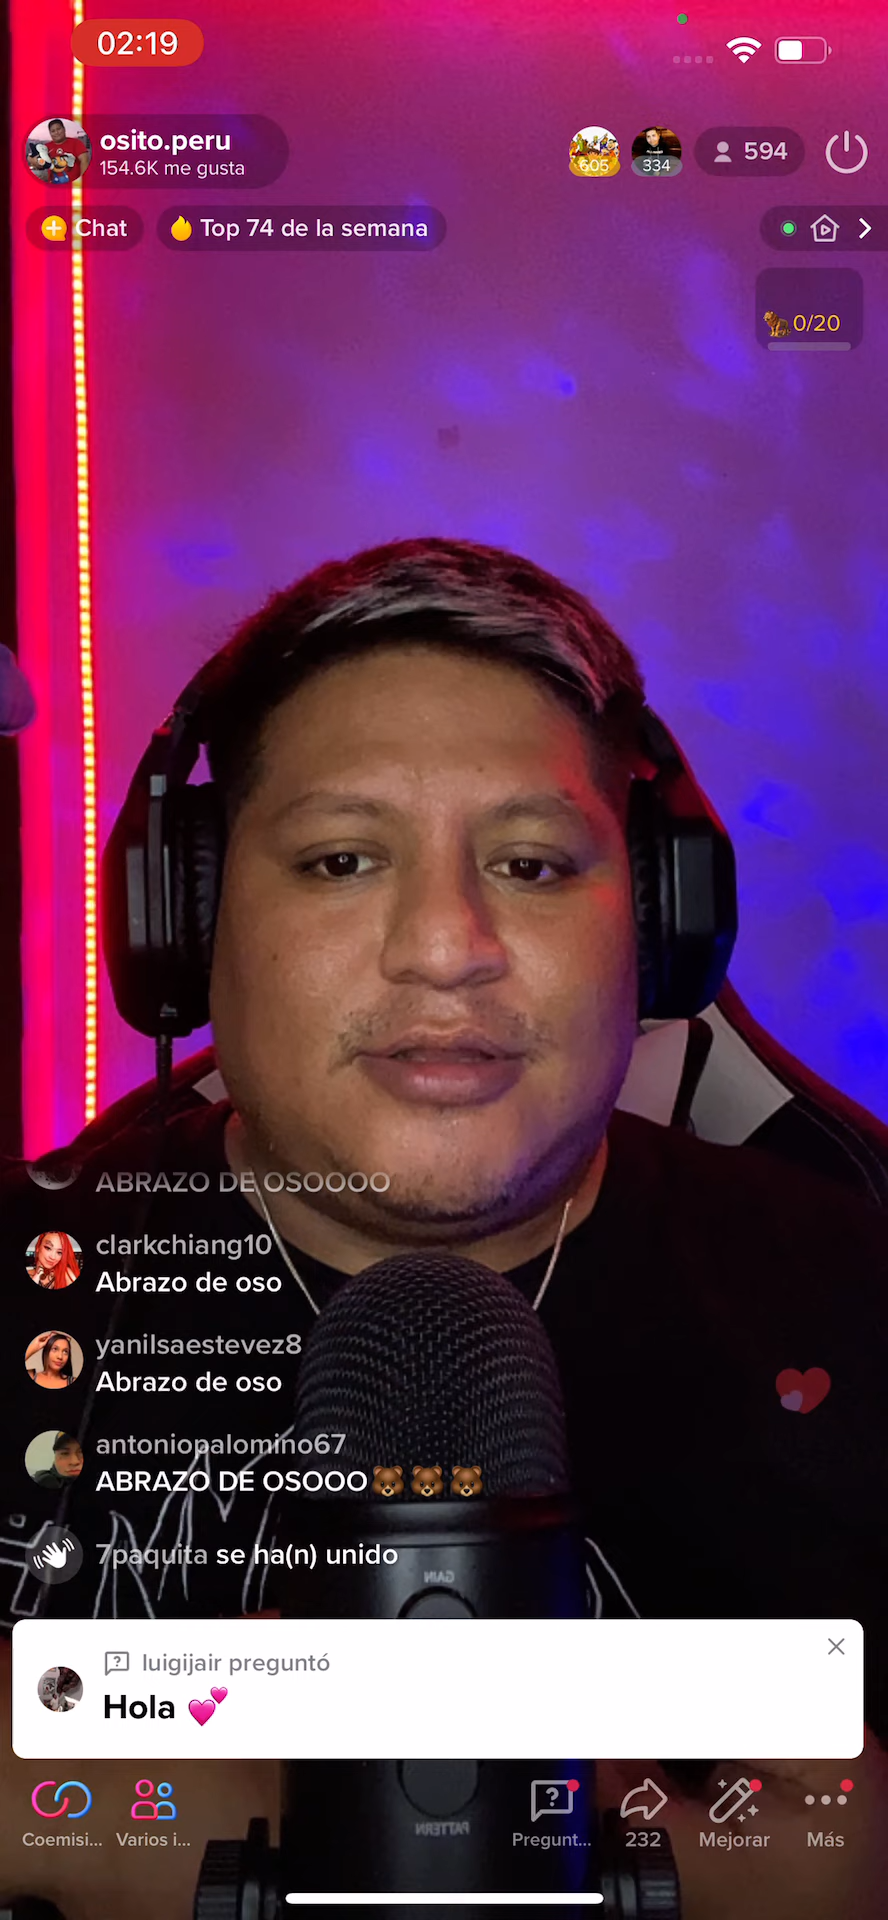 02:19
osito.peru
154.6K me gusta
605
334
594
Chat
Top 74 de la semana
0/20
ABRAZO DE OSOOOO
clarkchiang10
Abrazo de oso
yanilsaestevez8
Abrazo de oso
antoniopalomino67
ABRAZO DE OSOOO🐻🐻🐻
7paquita se ha(n) unido
GAIN
luigijair preguntó
Hola 💕
PATTERN
Coemisi...
Varios i...
Pregunt...
232
Mejorar
Más